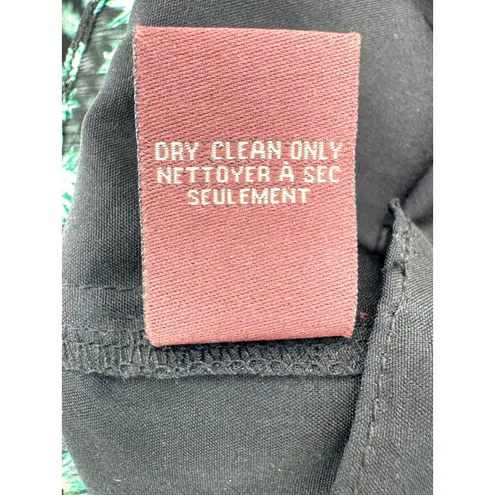 DRY CLEAN ONLY
NETTOYER À SEC
SEULEMENT